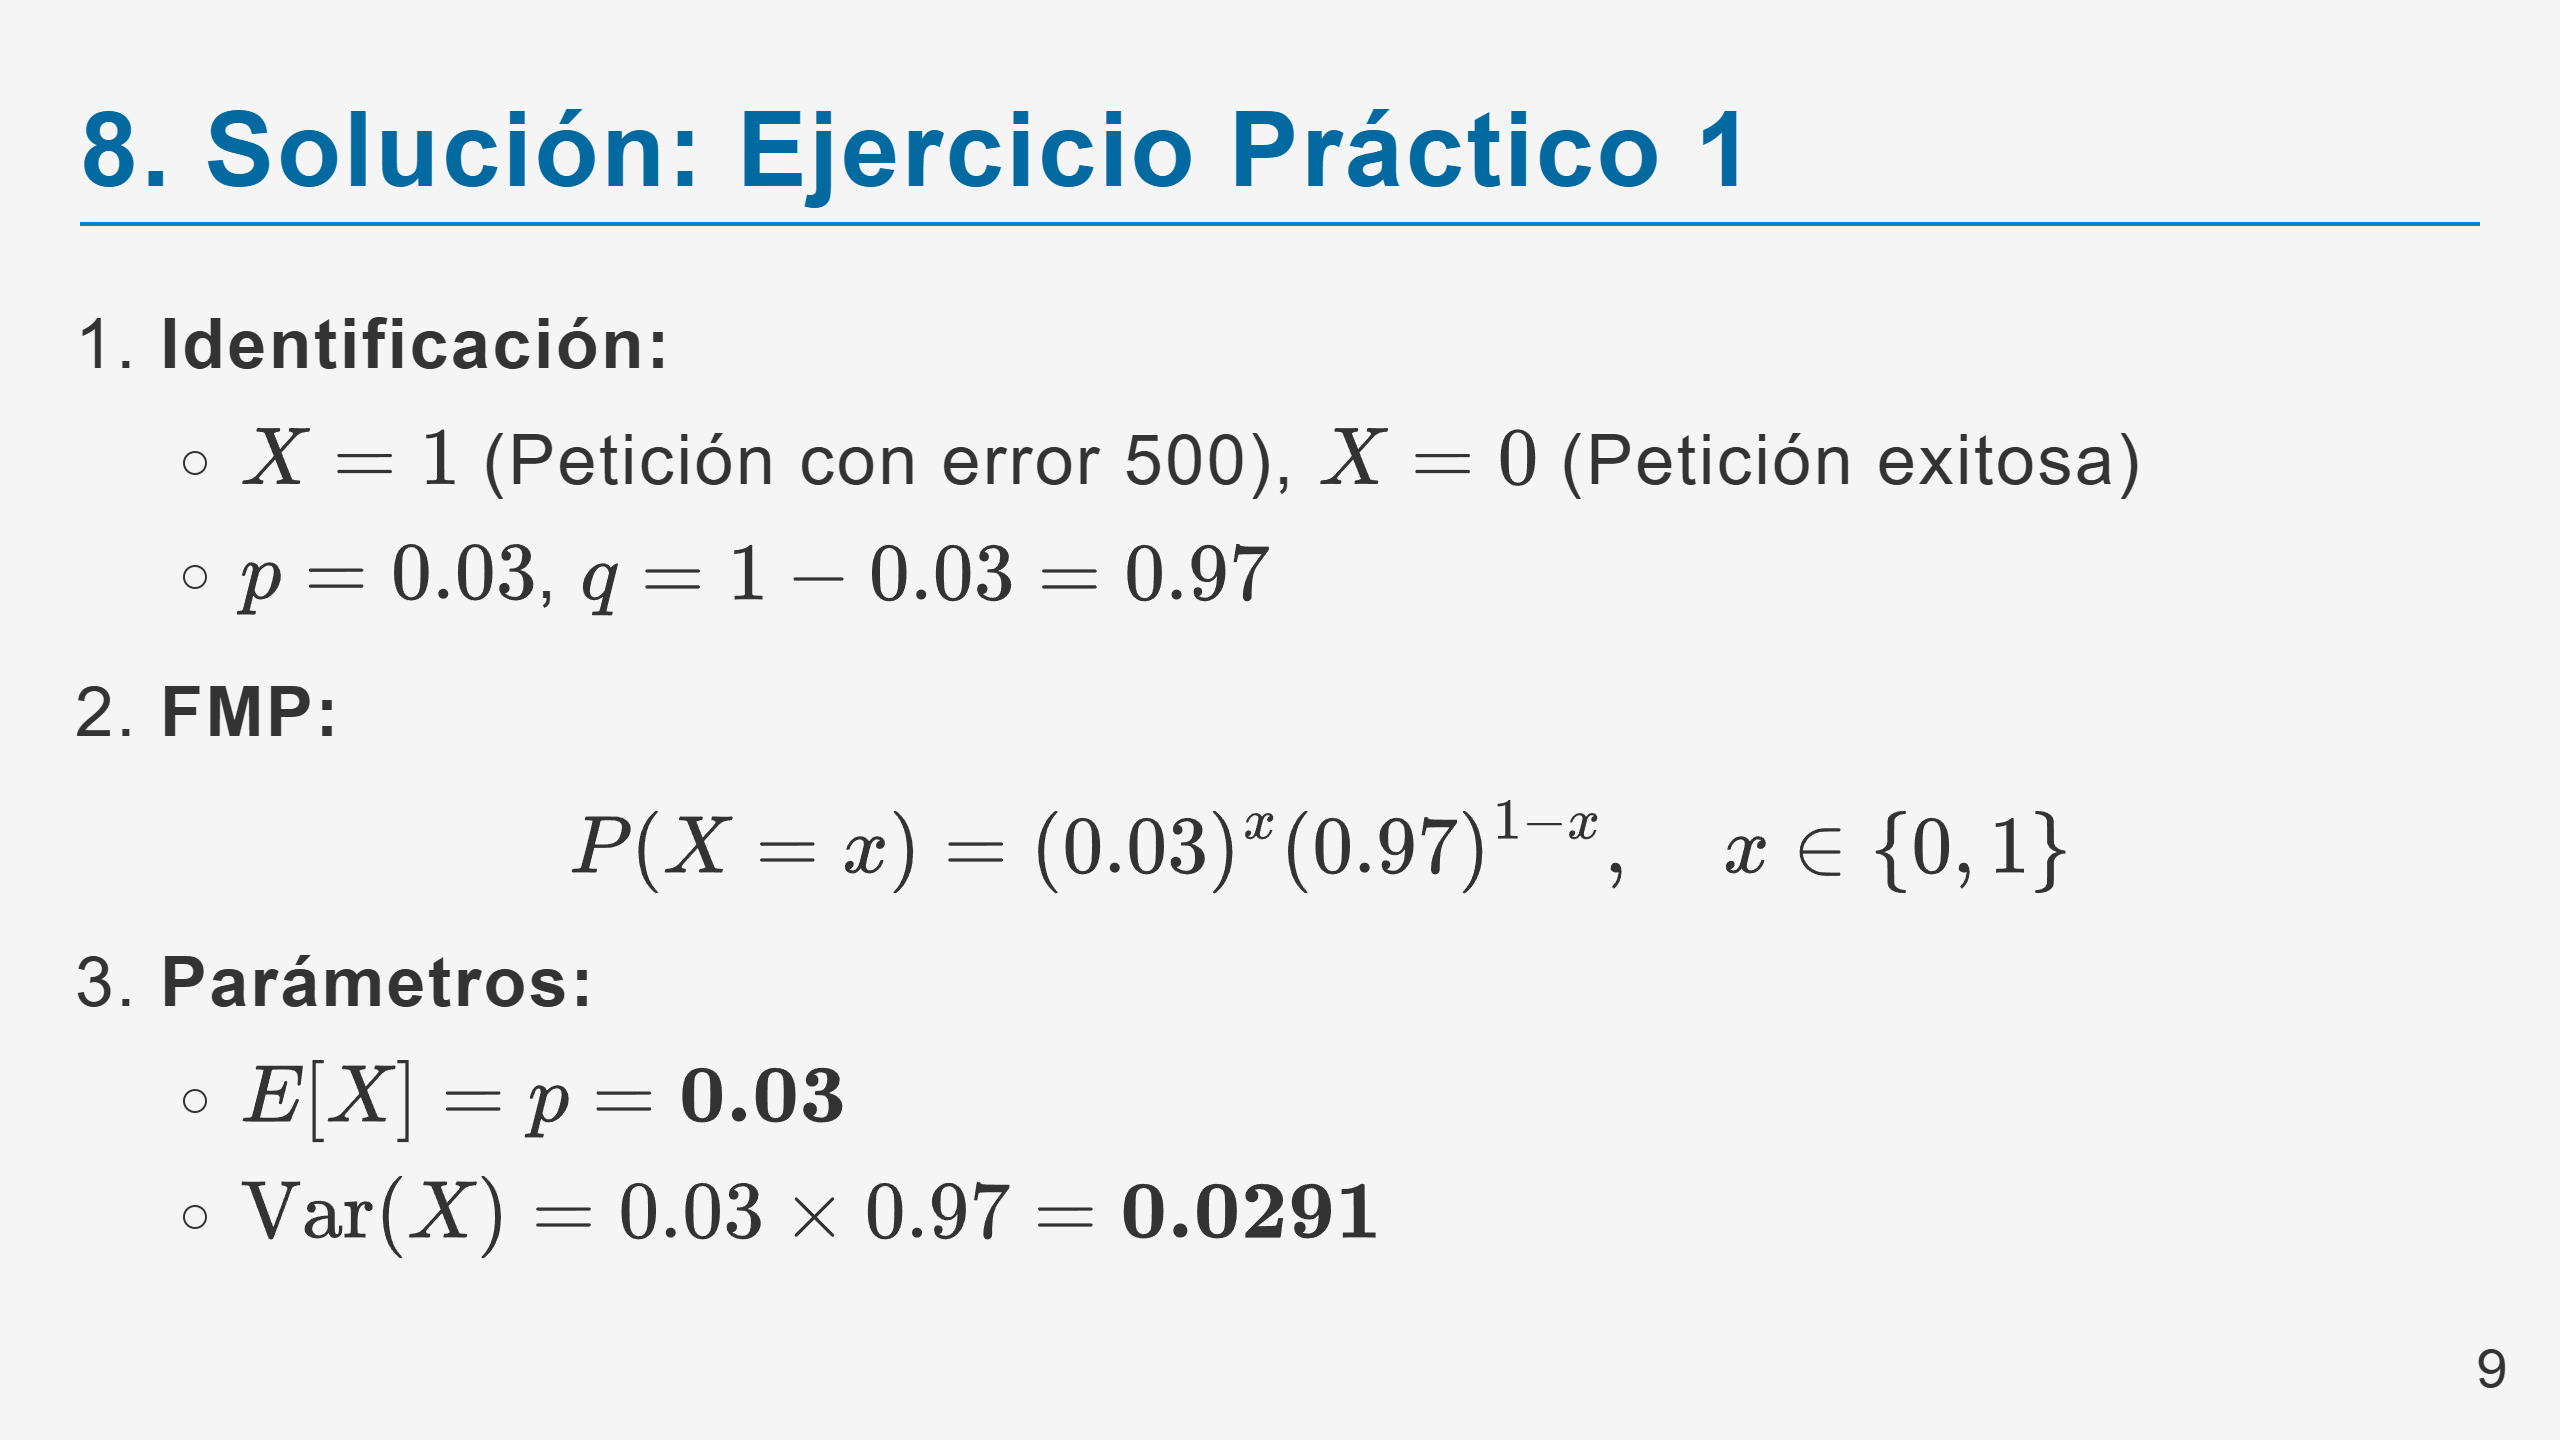 8. Solución: Ejercicio Práctico 1
1. Identificación:
◦ X = 1 (Petición con error 500), X = 0 (Petición exitosa)
◦ p = 0.03, q = 1 − 0.03 = 0.97
2. FMP:
P(X = x) = (0.03)^x(0.97)^{1−x}, x ∈ {0, 1}
3. Parámetros:
◦ E[X] = p = 0.03
◦ Var(X) = 0.03 × 0.97 = 0.0291
9